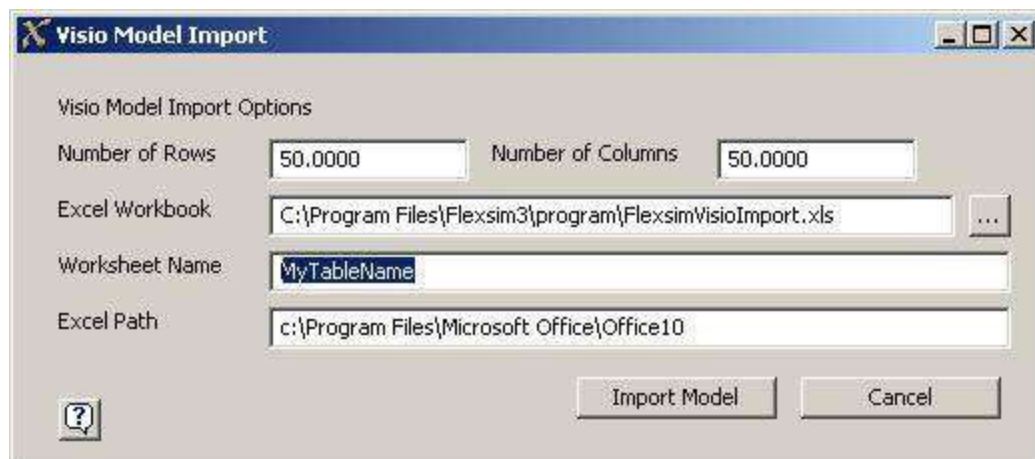 Visio Model Import
Visio Model Import Options
Number of Rows 50.0000 Number of Columns 50.0000
Excel Workbook C:\Program Files\Flexsim3\program\FlexsimVisioImport.xls ...
Worksheet Name MyTableName
Excel Path c:\Program Files\Microsoft Office\Office10
Import Model Cancel
?